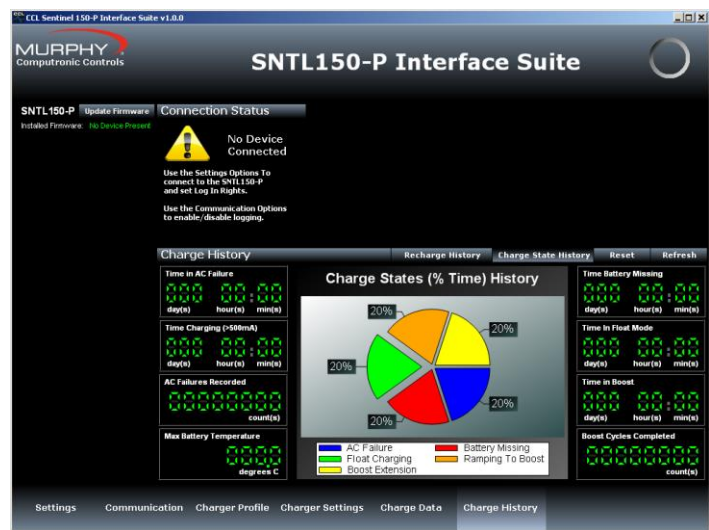 CCL Sentinel 150-P Interface Suite v1.0.0
MURPHY
Computronic Controls
SNTL150-P Interface Suite
SNTL150-P Update Firmware
Installed Firmware: No Device Present
Connection Status
No Device
Connected
Use the Settings Options To
connect to the SNTL150-P
and set Log In Rights.
Use the Communication Options
to enable/disable logging.
Charge History
Recharge History Charge State History Reset Refresh
Time in AC Failure
000 00:00
day(s) hour(s) min(s)
Time Charging (>500mA)
000 00:00
day(s) hour(s) min(s)
AC Failures Recorded
00000000
count(s)
Max Battery Temperature
000.0
degrees C
Charge States (% Time) History
20%
20%
20%
20%
20%
AC Failure
Battery Missing
Float Charging
Ramping To Boost
Boost Extension
Time Battery Missing
000 00:00
day(s) hour(s) min(s)
Time In Float Mode
000 00:00
day(s) hour(s) min(s)
Time in Boost
000 00:00
day(s) hour(s) min(s)
Boost Cycles Completed
00000000
count(s)
Settings Communication Charger Profile Charger Settings Charge Data Charge History